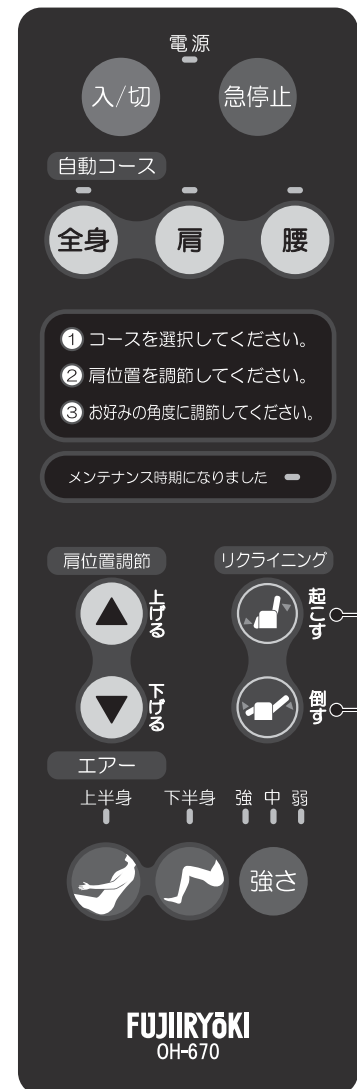 電源
入/切
急停止
自動コース
全身
肩
腰
① コースを選択してください。
② 肩位置を調節してください。
③ お好みの角度に調節してください。
メンテナンス時期になりました
肩位置調節
リクライニング
上げる
起こす
下げる
倒す
エアー
上半身 下半身 強 中 弱
強さ
FUJIIRYōKI
OH-670